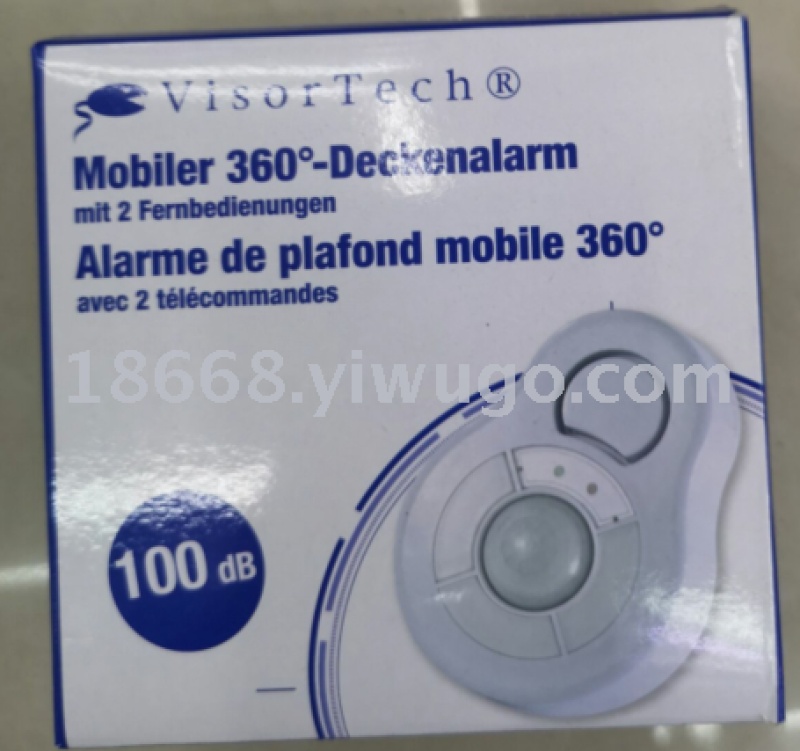 VisorTech®
Mobiler 360°-Deckenalarm
mit 2 Fernbedienungen
Alarme de plafond mobile 360°
avec 2 télécommandes
18668.yiwugo.com
100 dB